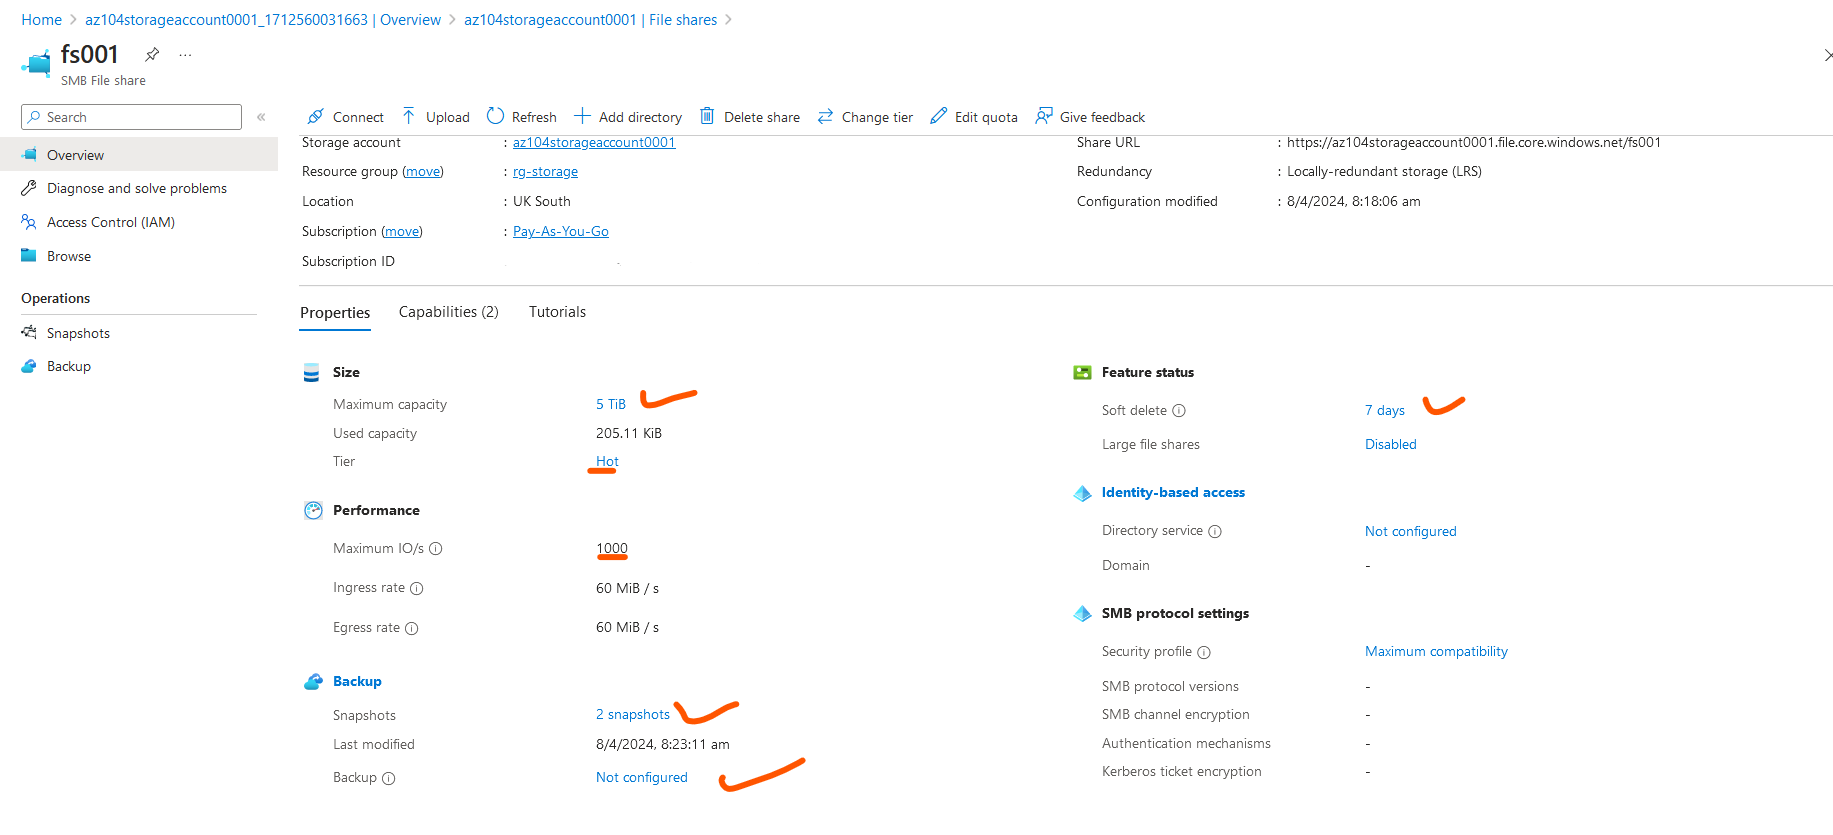 Home > az104storageaccount0001_1712560031663 | Overview > az104storageaccount0001 | File shares >
fs001 ...
SMB File share
Search «
Overview
Diagnose and solve problems
Access Control (IAM)
Browse
Operations
Snapshots
Backup
Connect Upload Refresh Add directory Delete share Change tier Edit quota Give feedback
Storage account : az104storageaccount0001
Resource group (move) : rg-storage
Location : UK South
Subscription (move) : Pay-As-You-Go
Subscription ID
Share URL : https://az104storageaccount0001.file.core.windows.net/fs001
Redundancy : Locally-redundant storage (LRS)
Configuration modified : 8/4/2024, 8:18:06 am
Properties Capabilities (2) Tutorials
Size
Maximum capacity 5 TiB
Used capacity 205.11 KiB
Tier Hot
Performance
Maximum IO/s 1000
Ingress rate 60 MiB / s
Egress rate 60 MiB / s
Backup
Snapshots 2 snapshots
Last modified 8/4/2024, 8:23:11 am
Backup Not configured
Feature status
Soft delete 7 days
Large file shares Disabled
Identity-based access
Directory service Not configured
Domain -
SMB protocol settings
Security profile Maximum compatibility
SMB protocol versions -
SMB channel encryption -
Authentication mechanisms -
Kerberos ticket encryption -